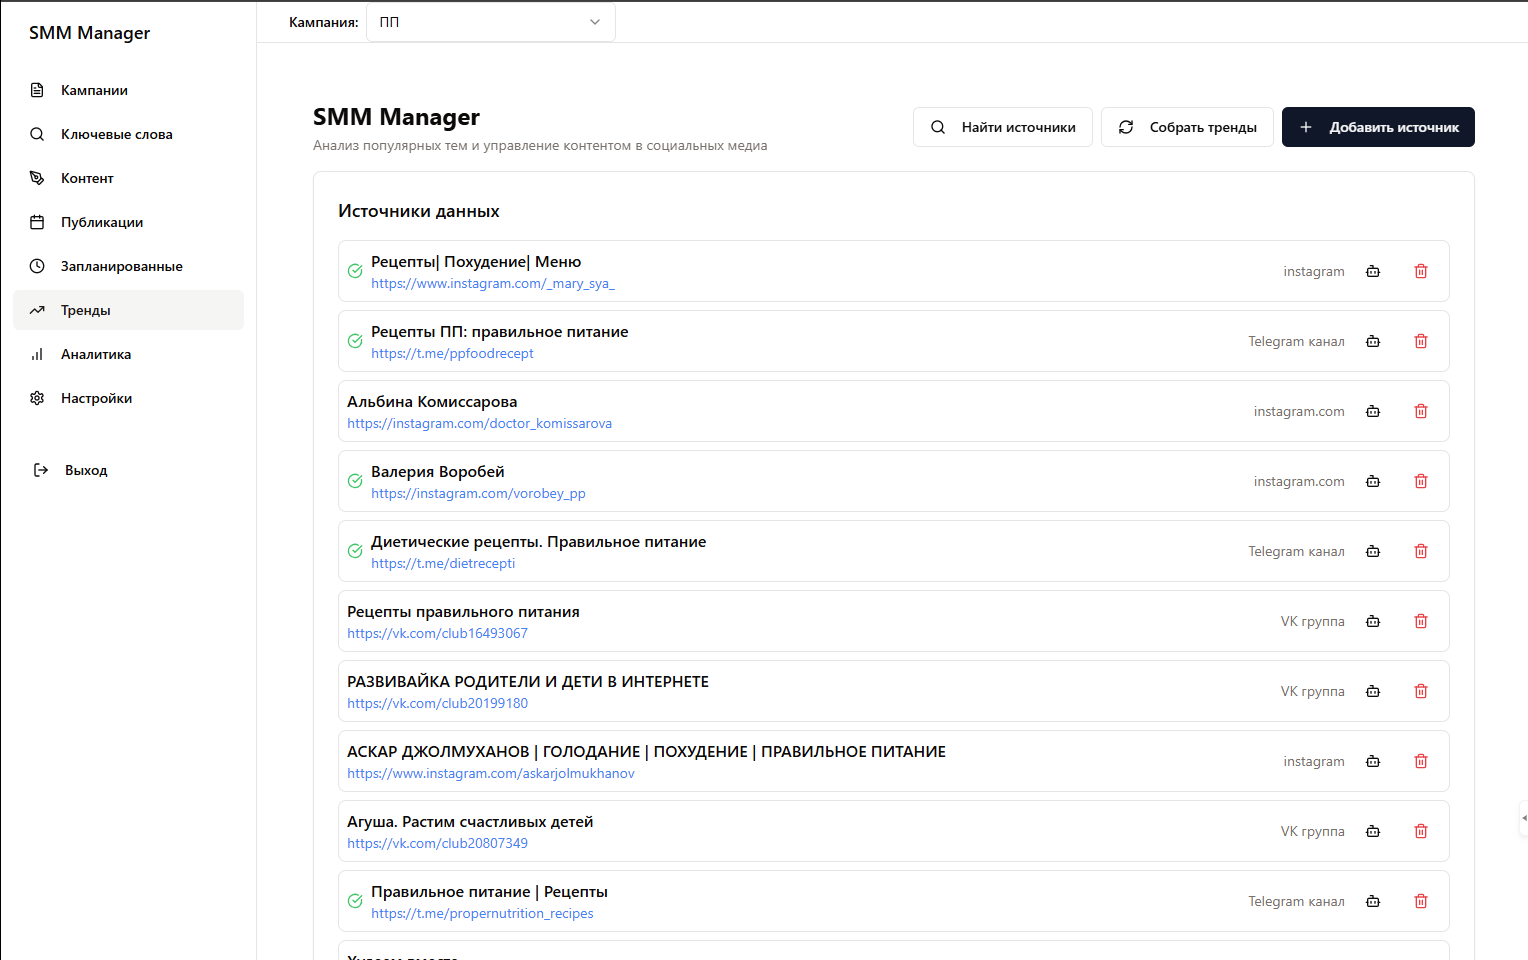 SMM Manager
Кампания:
ПП
Кампании
Ключевые слова
Контент
Публикации
Запланированные
Тренды
Аналитика
Настройки
Выход
SMM Manager
Анализ популярных тем и управление контентом в социальных медиа
Найти источники
Собрать тренды
Добавить источник
Источники данных
Рецепты| Похудение| Меню
https://www.instagram.com/_mary_sya_
instagram
Рецепты ПП: правильное питание
https://t.me/ppfoodrecept
Telegram канал
Альбина Комиссарова
https://instagram.com/doctor_komissarova
instagram.com
Валерия Воробей
https://instagram.com/vorobey_pp
instagram.com
Диетические рецепты. Правильное питание
https://t.me/dietrecepti
Telegram канал
Рецепты правильного питания
https://vk.com/club16493067
VK группа
РАЗВИВАЙКА РОДИТЕЛИ И ДЕТИ В ИНТЕРНЕТЕ
https://vk.com/club20199180
VK группа
АСКАР ДЖОЛМУХАНОВ | ГОЛОДАНИЕ | ПОХУДЕНИЕ | ПРАВИЛЬНОЕ ПИТАНИЕ
https://www.instagram.com/askarjolmukhanov
instagram
Агуша. Растим счастливых детей
https://vk.com/club20807349
VK группа
Правильное питание | Рецепты
https://t.me/propernutrition_recipes
Telegram канал